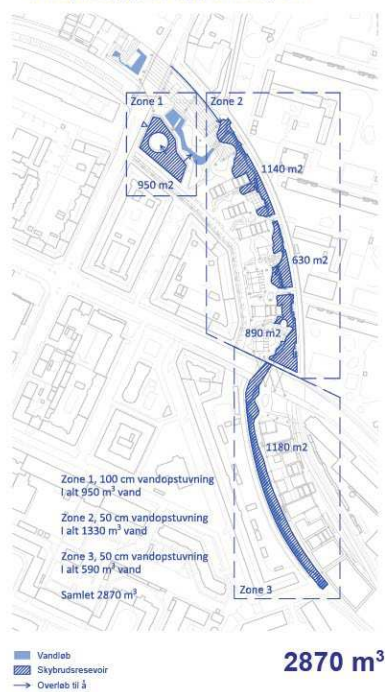 Zone 1
Zone 2
1140 m2
950 m2
630 m2
890 m2
1180 m2
Zone 1, 100 cm vandopstuvning
I alt 950 m³ vand
Zone 2, 50 cm vandopstuvning
I alt 1330 m³ vand
Zone 3, 50 cm vandopstuvning
I alt 590 m³ vand
Samlet 2870 m³
Zone 3
Vandløb
Skybrudsresevoir
Overløb til å
2870 m³